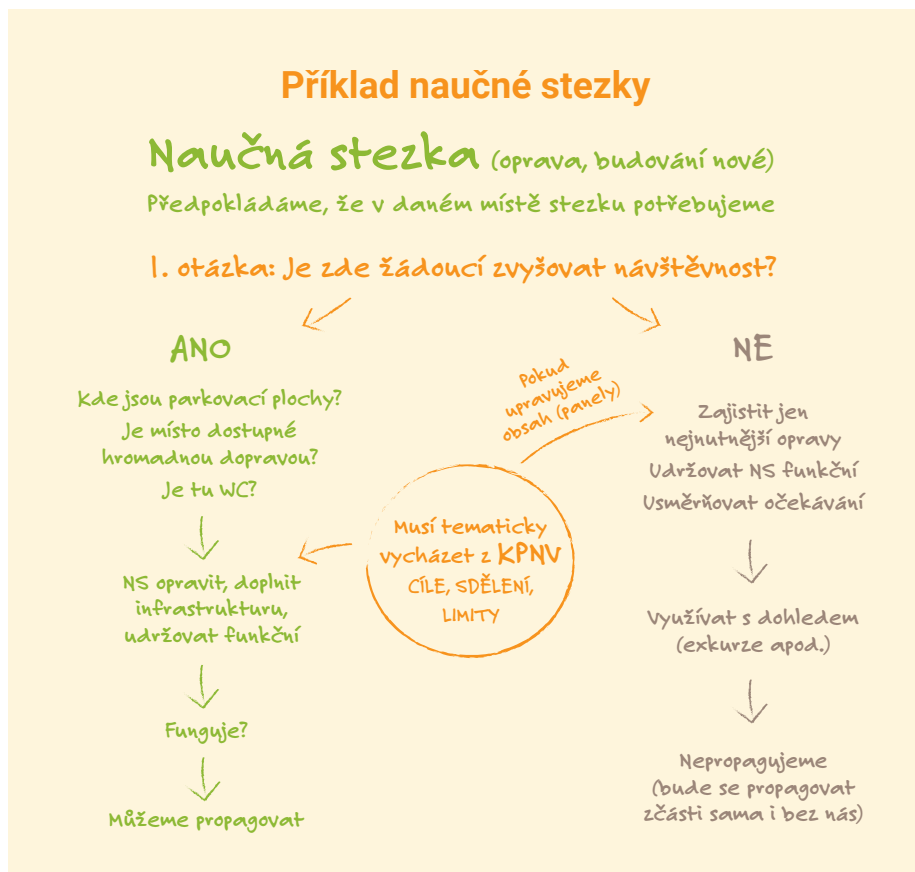 Příklad naučné stezky
Naučná stezka (oprava, budování nové)
Předpokládáme, že v daném místě stezku potřebujeme
1. otázka: Je zde žádoucí zvyšovat návštěvnost?
ANO
Kde jsou parkovací plochy?
Je místo dostupné
hromadnou dopravou?
Je tu WC?
NS opravit, doplnit
infrastrukturu,
udržovat funkční
Funguje?
Můžeme propagovat
Pokud
upravujeme
obsah (panely)
Musí tematicky
vycházet z KPNV
CÍLE, SDĚLENÍ,
LIMITY
NE
Zajistit jen
nejnutnější opravy
Udržovat NS funkční
Usměrňovat očekávání
Využívat s dohledem
(exkurze apod.)
Nepropagujeme
(bude se propagovat
zčásti sama i bez nás)